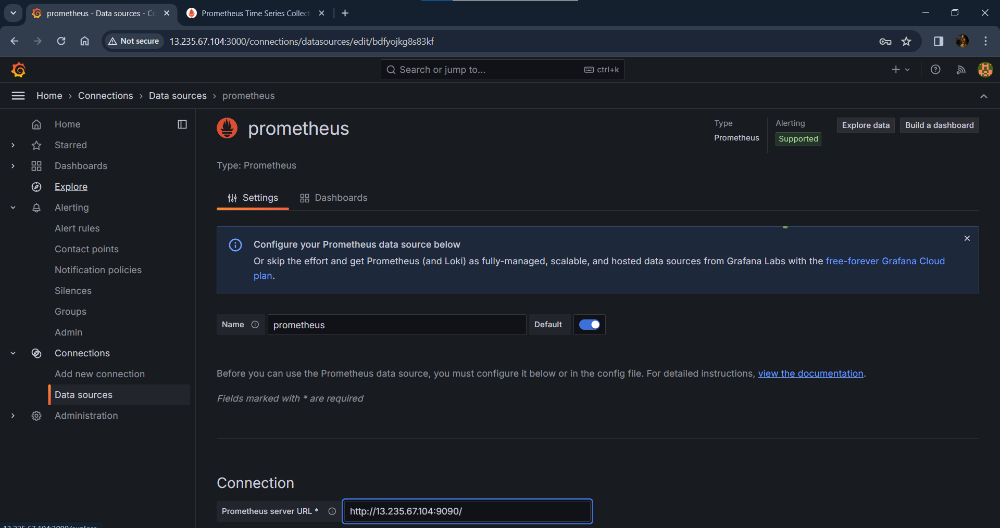 prometheus - Data sources - Co
Prometheus Time Series Collect
Not secure
13.235.67.104:3000/connections/datasources/edit/bdfyojkg8s83kf
Search or jump to...
ctrl+k
Home
Connections
Data sources
prometheus
Home
Starred
Dashboards
Explore
Alerting
Alert rules
Contact points
Notification policies
Silences
Groups
Admin
Connections
Add new connection
Data sources
Administration
prometheus
Type
Prometheus
Alerting
Supported
Explore data
Build a dashboard
Type: Prometheus
Settings
Dashboards
Configure your Prometheus data source below
Or skip the effort and get Prometheus (and Loki) as fully-managed, scalable, and hosted data sources from Grafana Labs with the free-forever Grafana Cloud
plan.
Name
prometheus
Default
Before you can use the Prometheus data source, you must configure it below or in the config file. For detailed instructions, view the documentation.
Fields marked with * are required
Connection
Prometheus server URL *
http://13.235.67.104:9090/
13.235.67.104:3000/explore